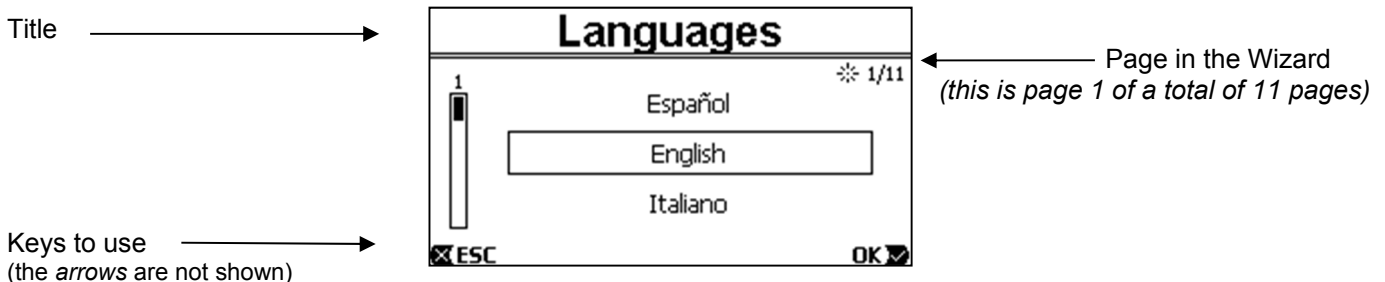 Title
Languages
Page in the Wizard
(this is page 1 of a total of 11 pages)
1/11
1
Español
English
Italiano
Keys to use
(the arrows are not shown)
ESC
OK